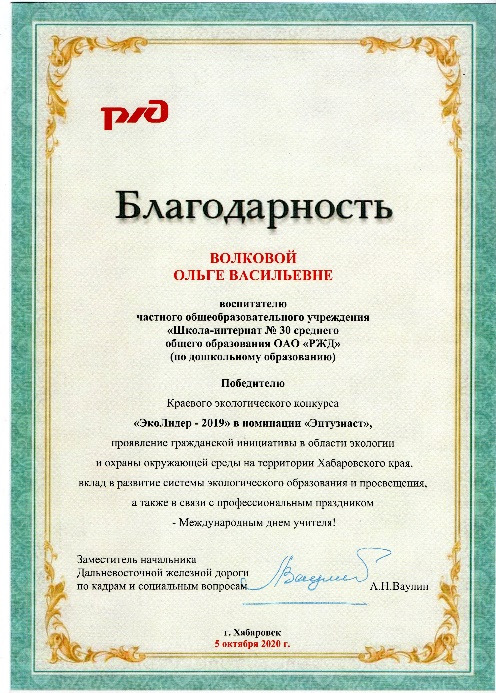 ржд
Благодарность
ВОЛКОВОЙ
ОЛЬГЕ ВАСИЛЬЕВНЕ
воспитателю
частного общеобразовательного учреждения
«Школа-интернат № 30 среднего
общего образования ОАО «РЖД»
(по дошкольному образованию)
Победителю
Краевого экологического конкурса
«ЭкоЛидер - 2019» в номинации «Энтузиаст»,
проявление гражданской инициативы в области экологии
и охраны окружающей среды на территории Хабаровского края,
вклад в развитие системы экологического образования и просвещения,
а также в связи с профессиональным праздником
- Международным днем учителя!
Заместитель начальника
Дальневосточной железной дороги
по кадрам и социальным вопросам
А.Н.Ваулин
г. Хабаровск
5 октября 2020 г.